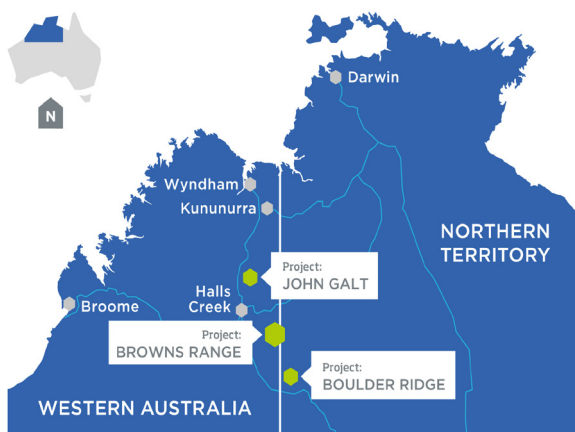 N
Darwin
Wyndham
Kununurra
NORTHERN
TERRITORY
Project:
JOHN GALT
Halls
Creek
Broome
Project:
BROWNS RANGE
Project:
BOULDER RIDGE
WESTERN AUSTRALIA